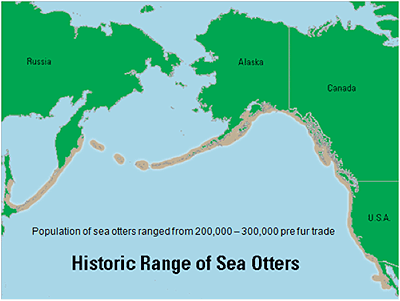 Russia
Alaska
Canada
U.S.A.
Population of sea otters ranged from 200,000 – 300,000 pre fur trade
Historic Range of Sea Otters